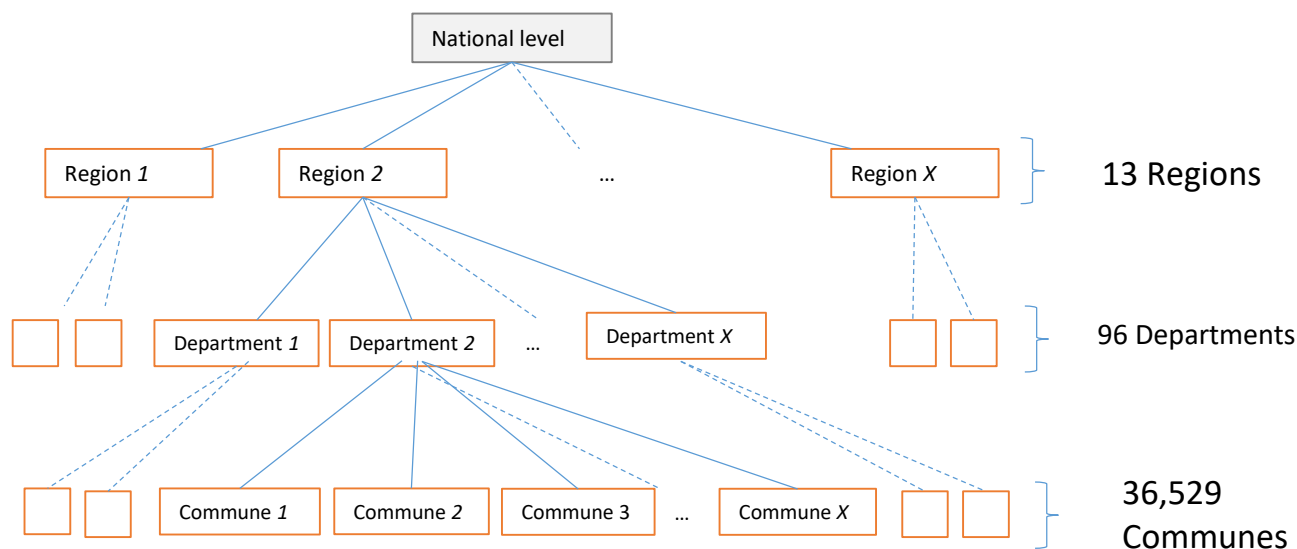 National level
Region 1
Region 2
...
Region X
13 Regions
Department 1
Department 2
...
Department X
96 Departments
Commune 1
Commune 2
Commune 3
...
Commune X
36,529
Communes